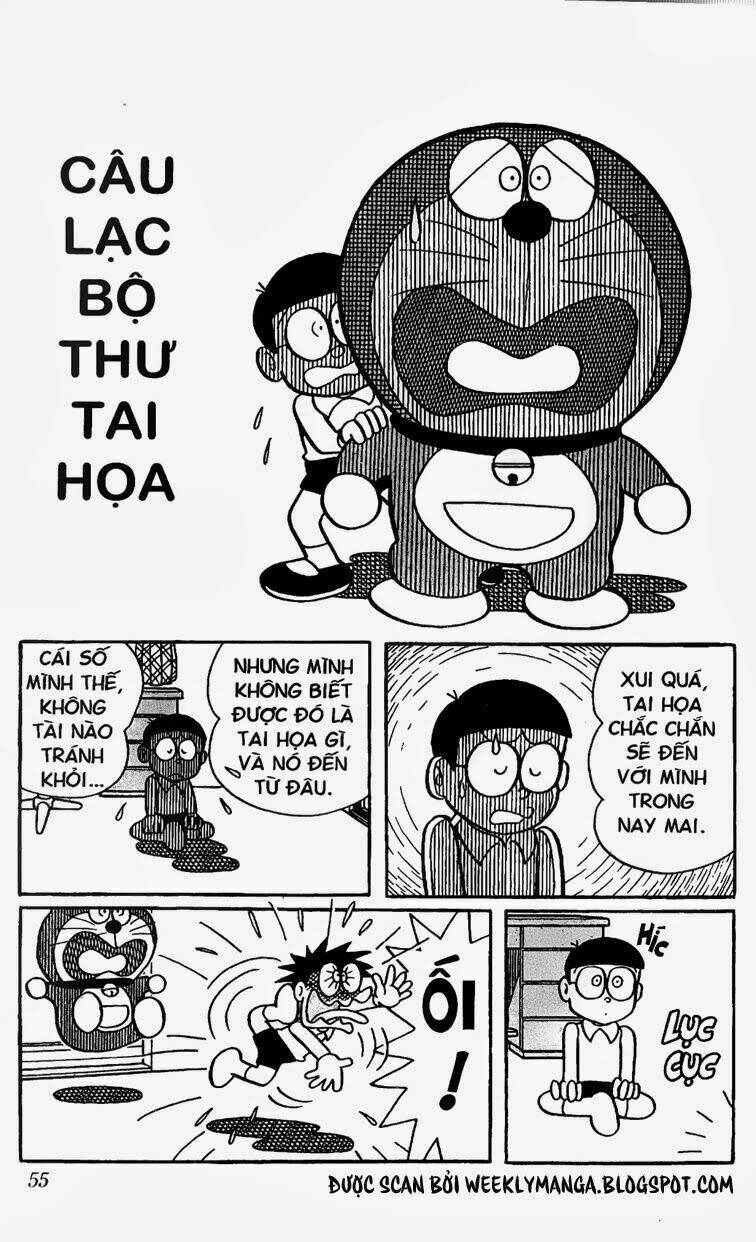 CÂU
LẠC
BỘ
THƯ
TAI
HỌA
XUI QUÁ,
TAI HỌA
CHẮC CHẮN
SẼ ĐẾN
VỚI MÌNH
TRONG
NAY MAI.
NHƯNG MÌNH
KHÔNG BIẾT
ĐƯỢC ĐÓ LÀ
TAI HỌA GÌ,
VÀ NÓ ĐẾN
TỪ ĐÂU.
CÁI SỐ
MÌNH THẾ,
KHÔNG
TÀI NÀO
TRÁNH
KHỎI...
HÍC
LỤC
CỤC
ỐI
!
55
ĐƯỢC SCAN BỞI WEEKLYMANGA.BLOGSPOT.COM